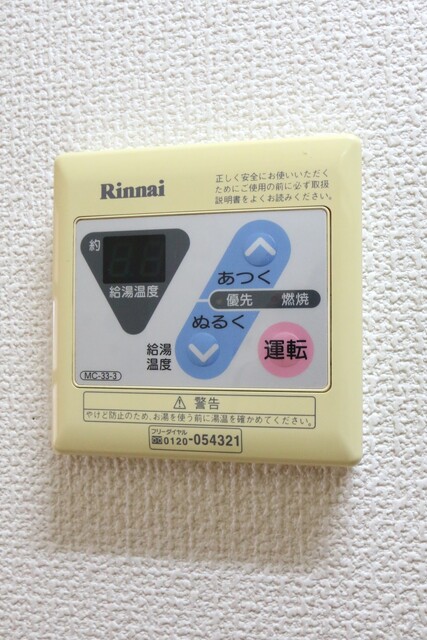 Rinnai
正しく安全にお使いいただく
ためにご使用の前に必ず取扱
説明書をよくお読みください。
約
給湯温度
あつく
優先 燃焼
ぬるく
給湯
温度
運転
MC-33-3
⚠ 警告
やけど防止のため、お湯を使う前に湯温を確かめてください。
フリーダイヤル
0120-054321